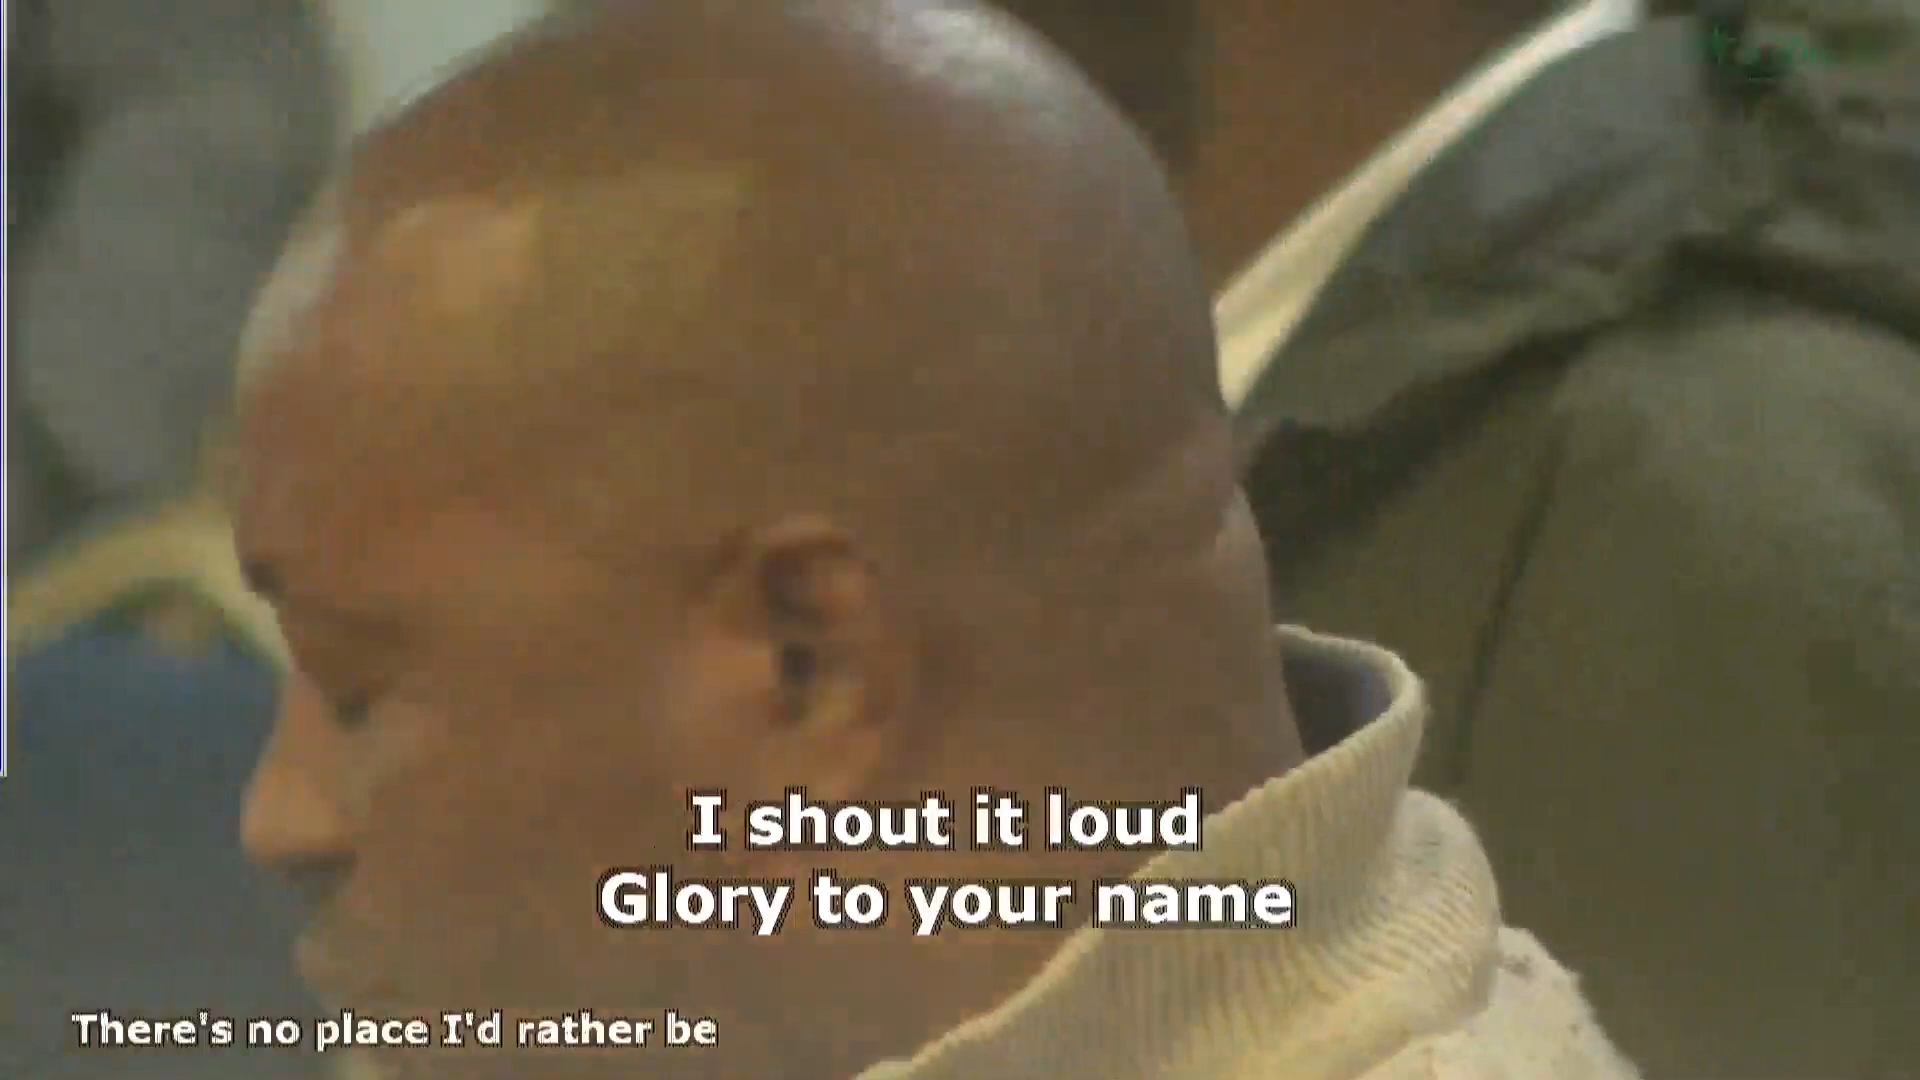 I shout it loud
Glory to your name
There's no place I'd rather be